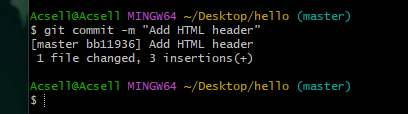 Acsell@Acsell MINGW64 ~/Desktop/hello (master)
$ git commit -m "Add HTML header"
[master bb11936] Add HTML header
 1 file changed, 3 insertions(+)
Acsell@Acsell MINGW64 ~/Desktop/hello (master)
$